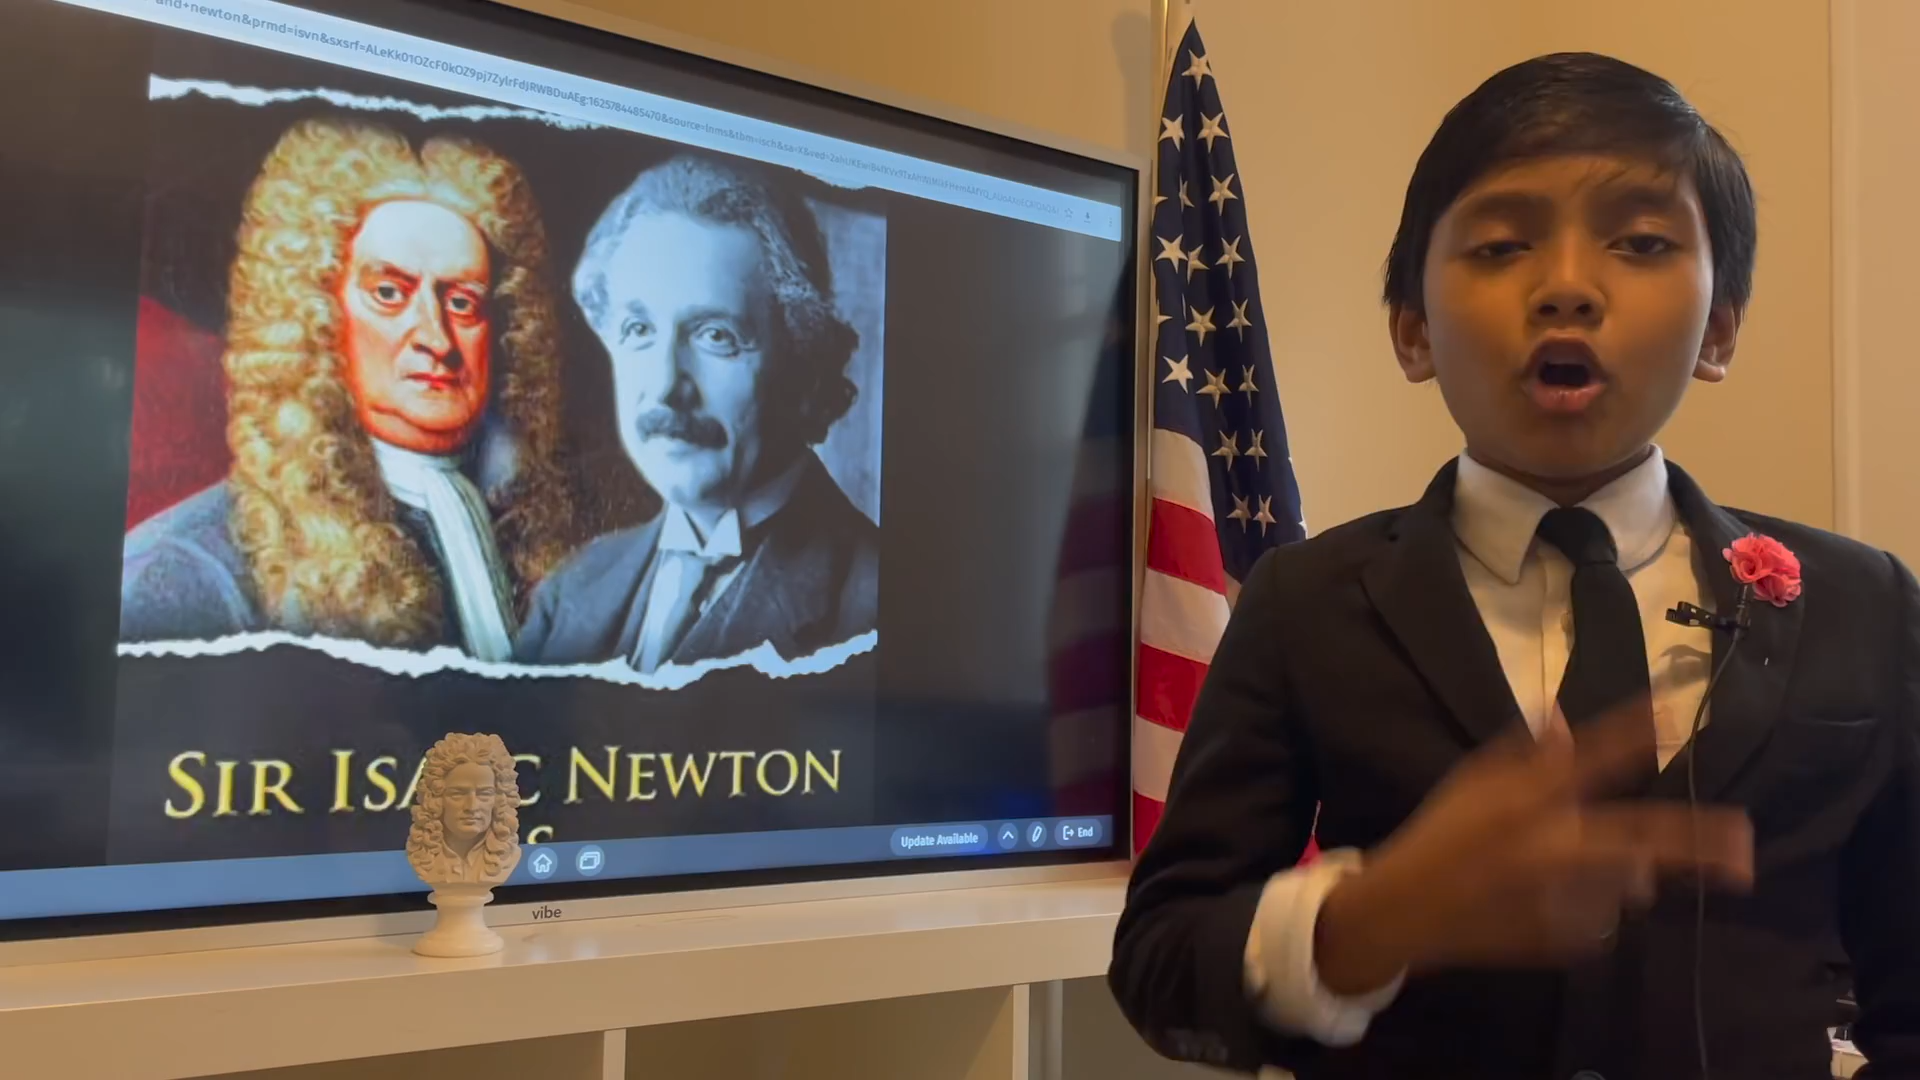 and+newton&prmd=isvn&sxsrf=ALeKk01OZcF0kOZ9pj7ZylrFdJRWBDuAEg:1625784485470&source=lnms&tbm=isch&sa=X&ved=
SIR ISAAC NEWTON
Update Available
End
vibe